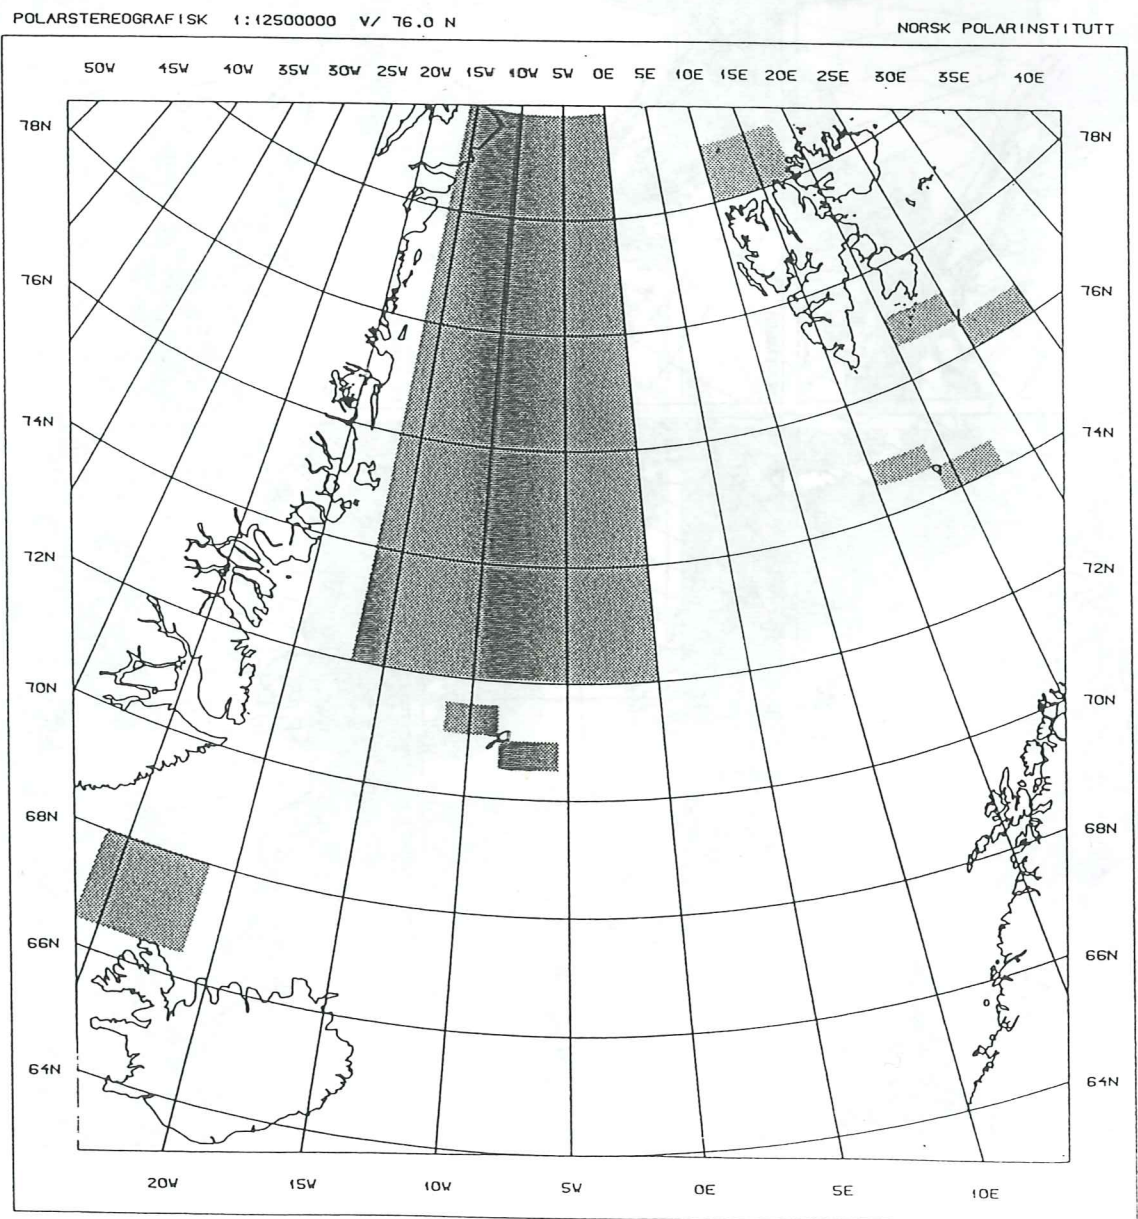 POLARSTEREOGRAFISK 1:12500000 V/ 76.0 N
NORSK POLARINSTITUTT
50W 45W 40W 35W 30W 25W 20W 15W 10W 5W 0E 5E 10E 15E 20E 25E 30E 35E 40E
78N 78N
76N 76N
74N 74N
72N 72N
70N 70N
68N 68N
66N 66N
64N 64N
20W 15W 10W 5W 0E 5E 10E